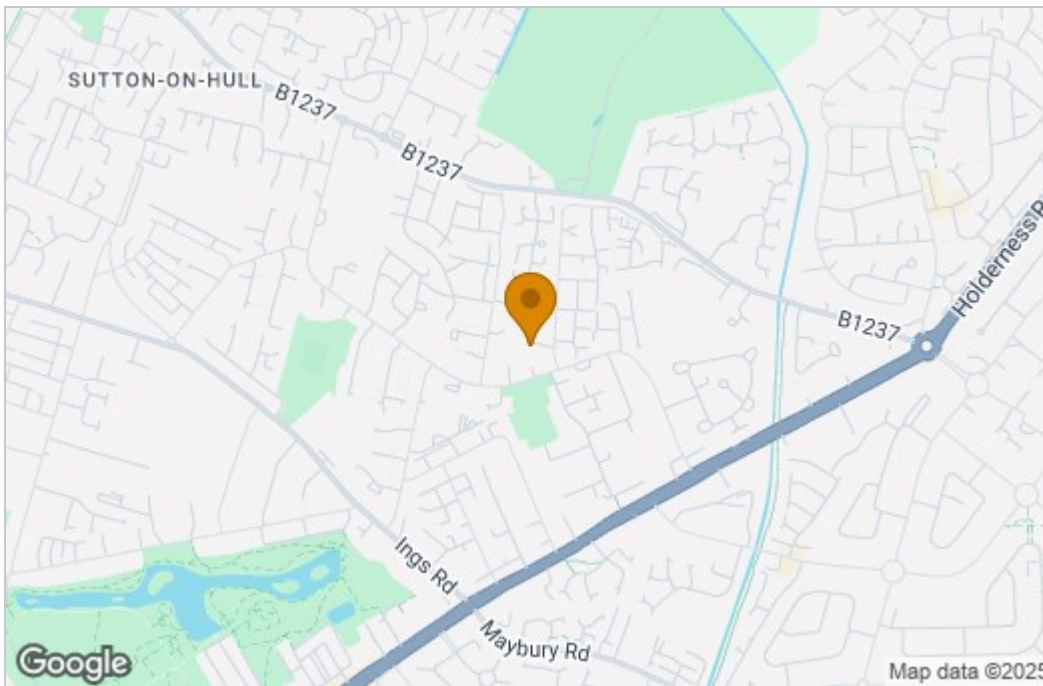 SUTTON-ON-HULL
B1237
B1237
Holderness R
B1237
Ings Rd
Maybury Rd
Google
Map data ©2025